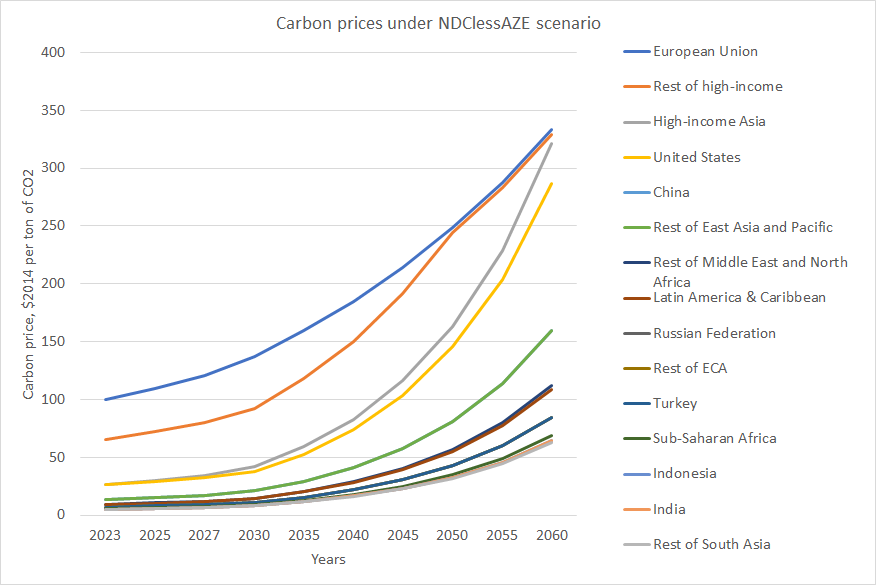 Carbon prices under NDClessAZE scenario
400
350
300
250
200
150
100
50
0
Carbon price, $2014 per ton of CO2
2023 2025 2027 2030 2035 2040 2045 2050 2055 2060
Years
European Union
Rest of high-income
High-income Asia
United States
China
Rest of East Asia and Pacific
Rest of Middle East and North
Africa
Latin America & Caribbean
Russian Federation
Rest of ECA
Turkey
Sub-Saharan Africa
Indonesia
India
Rest of South Asia